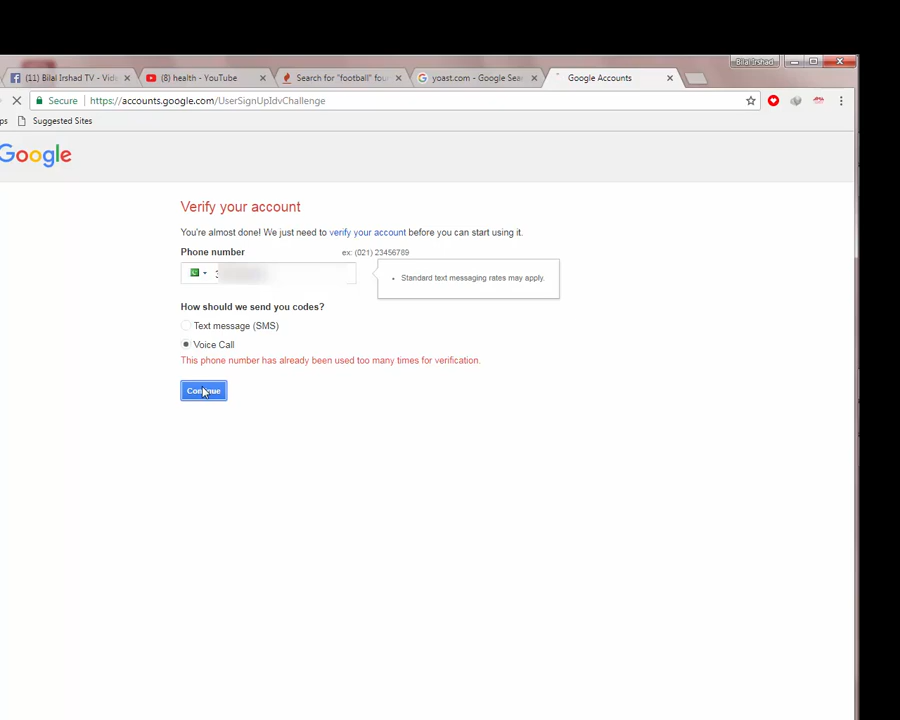 Bilal Irshad
(11) Bilal Irshad TV - Vide
(8) health - YouTube
Search for "football" fou
yoast.com - Google Sear
Google Accounts
Secure https://accounts.google.com/UserSignUpIdvChallenge
ps Suggested Sites
Google
Verify your account
You're almost done! We just need to verify your account before you can start using it.
Phone number ex: (021) 23456789
Standard text messaging rates may apply.
How should we send you codes?
Text message (SMS)
Voice Call
This phone number has already been used too many times for verification.
Continue